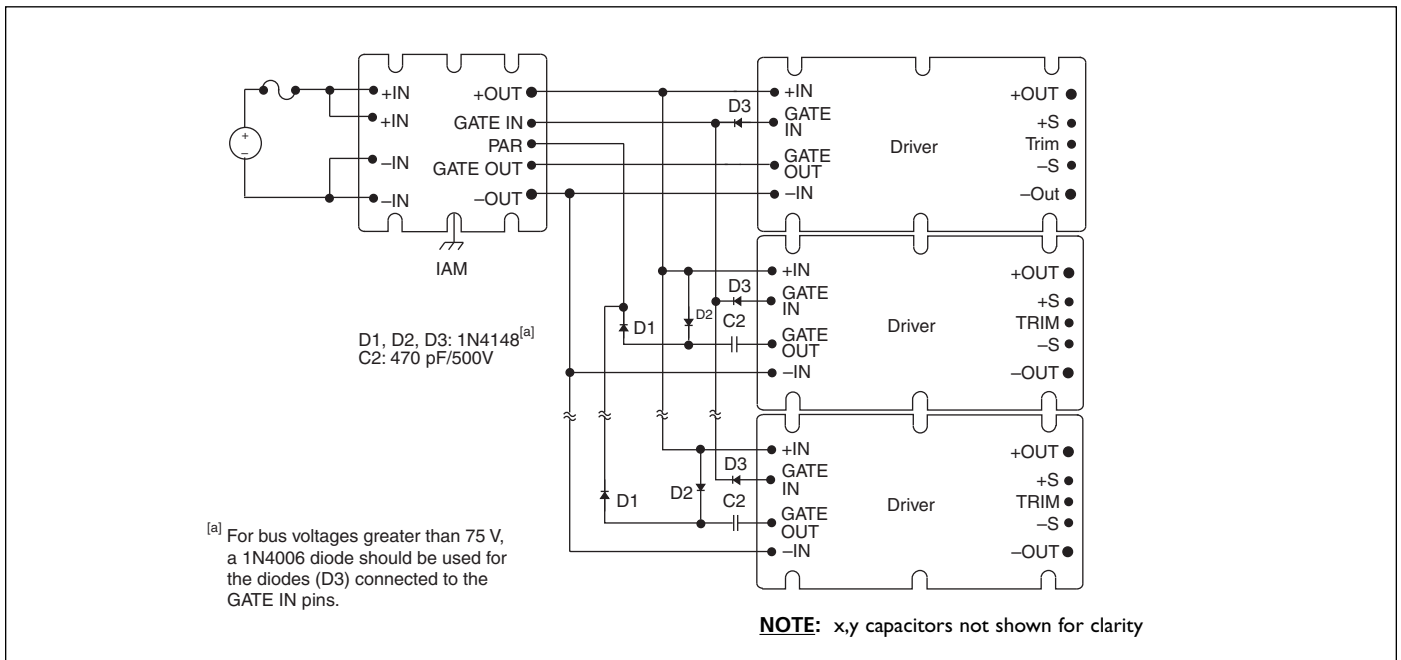 +IN
+IN
–IN
–IN
+OUT
GATE IN
PAR
GATE OUT
–OUT
+
–
IAM
D1, D2, D3: 1N4148[a]
C2: 470 pF/500V
[a] For bus voltages greater than 75 V,
a 1N4006 diode should be used for
the diodes (D3) connected to the
GATE IN pins.
D3
+IN
GATE
IN
GATE
OUT
–IN
Driver
+OUT
+S
Trim
–S
–Out
D1
D2
D3
C2
+IN
GATE
IN
GATE
OUT
–IN
Driver
+OUT
+S
TRIM
–S
–OUT
D1
D2
D3
C2
+IN
GATE
IN
GATE
OUT
–IN
Driver
+OUT
+S
TRIM
–S
–OUT
NOTE: x,y capacitors not shown for clarity